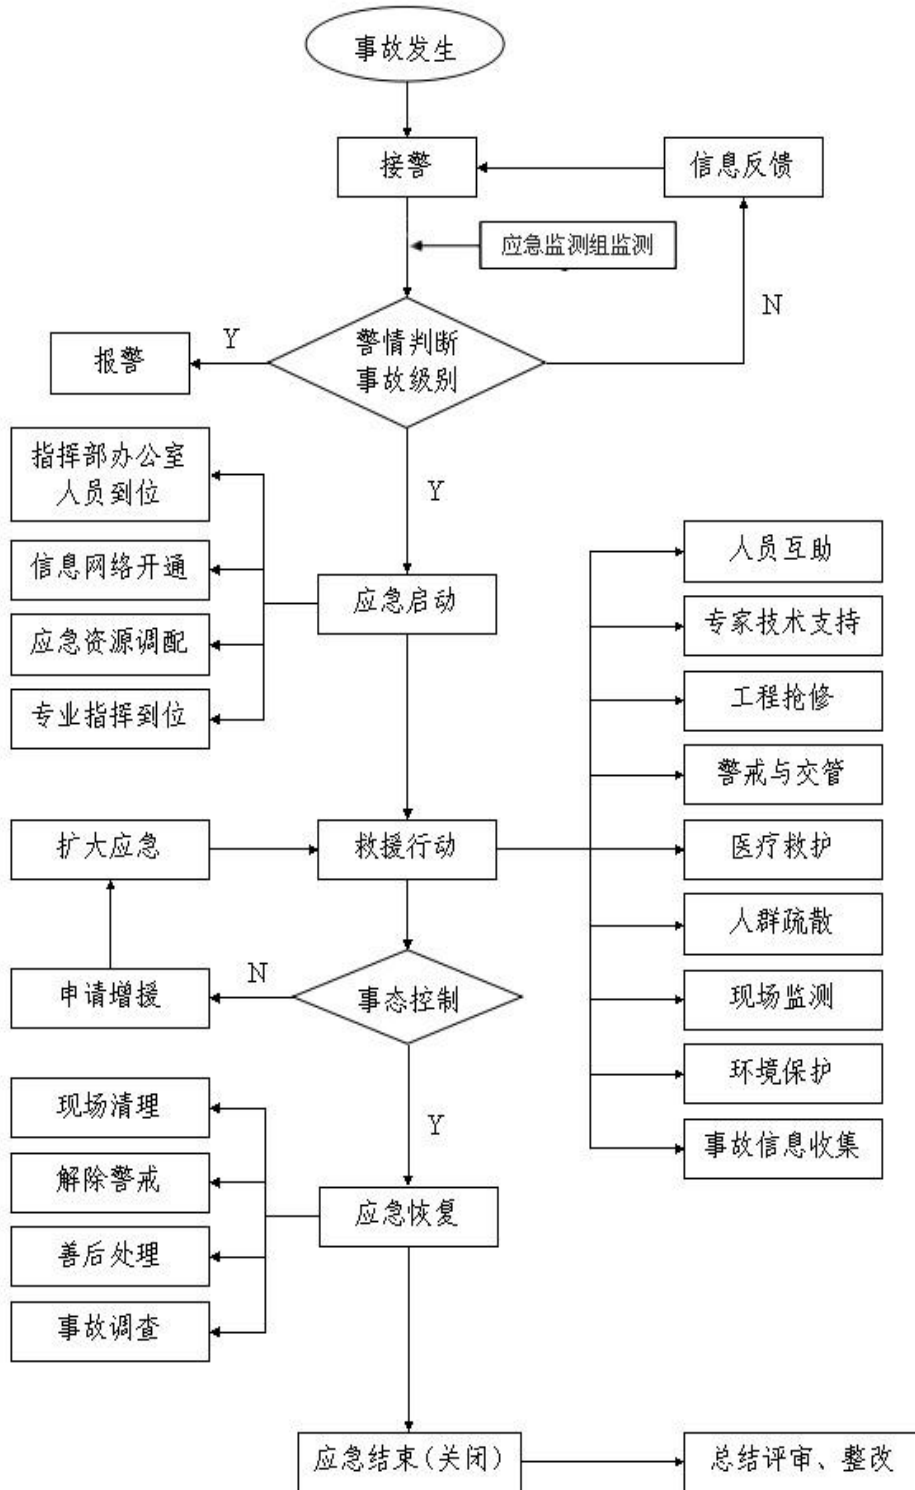 事故发生
接警
信息反馈
应急监测组监测
N
Y
警情判断
事故级别
报警
指挥部办公室
人员到位
Y
人员互助
信息网络开通
应急启动
专家技术支持
应急资源调配
工程抢修
专业指挥到位
警戒与交管
扩大应急
救援行动
医疗救护
人群疏散
N
申请增援
事态控制
现场监测
环境保护
现场清理
Y
事故信息收集
解除警戒
应急恢复
善后处理
事故调查
应急结束(关闭)
总结评审、整改